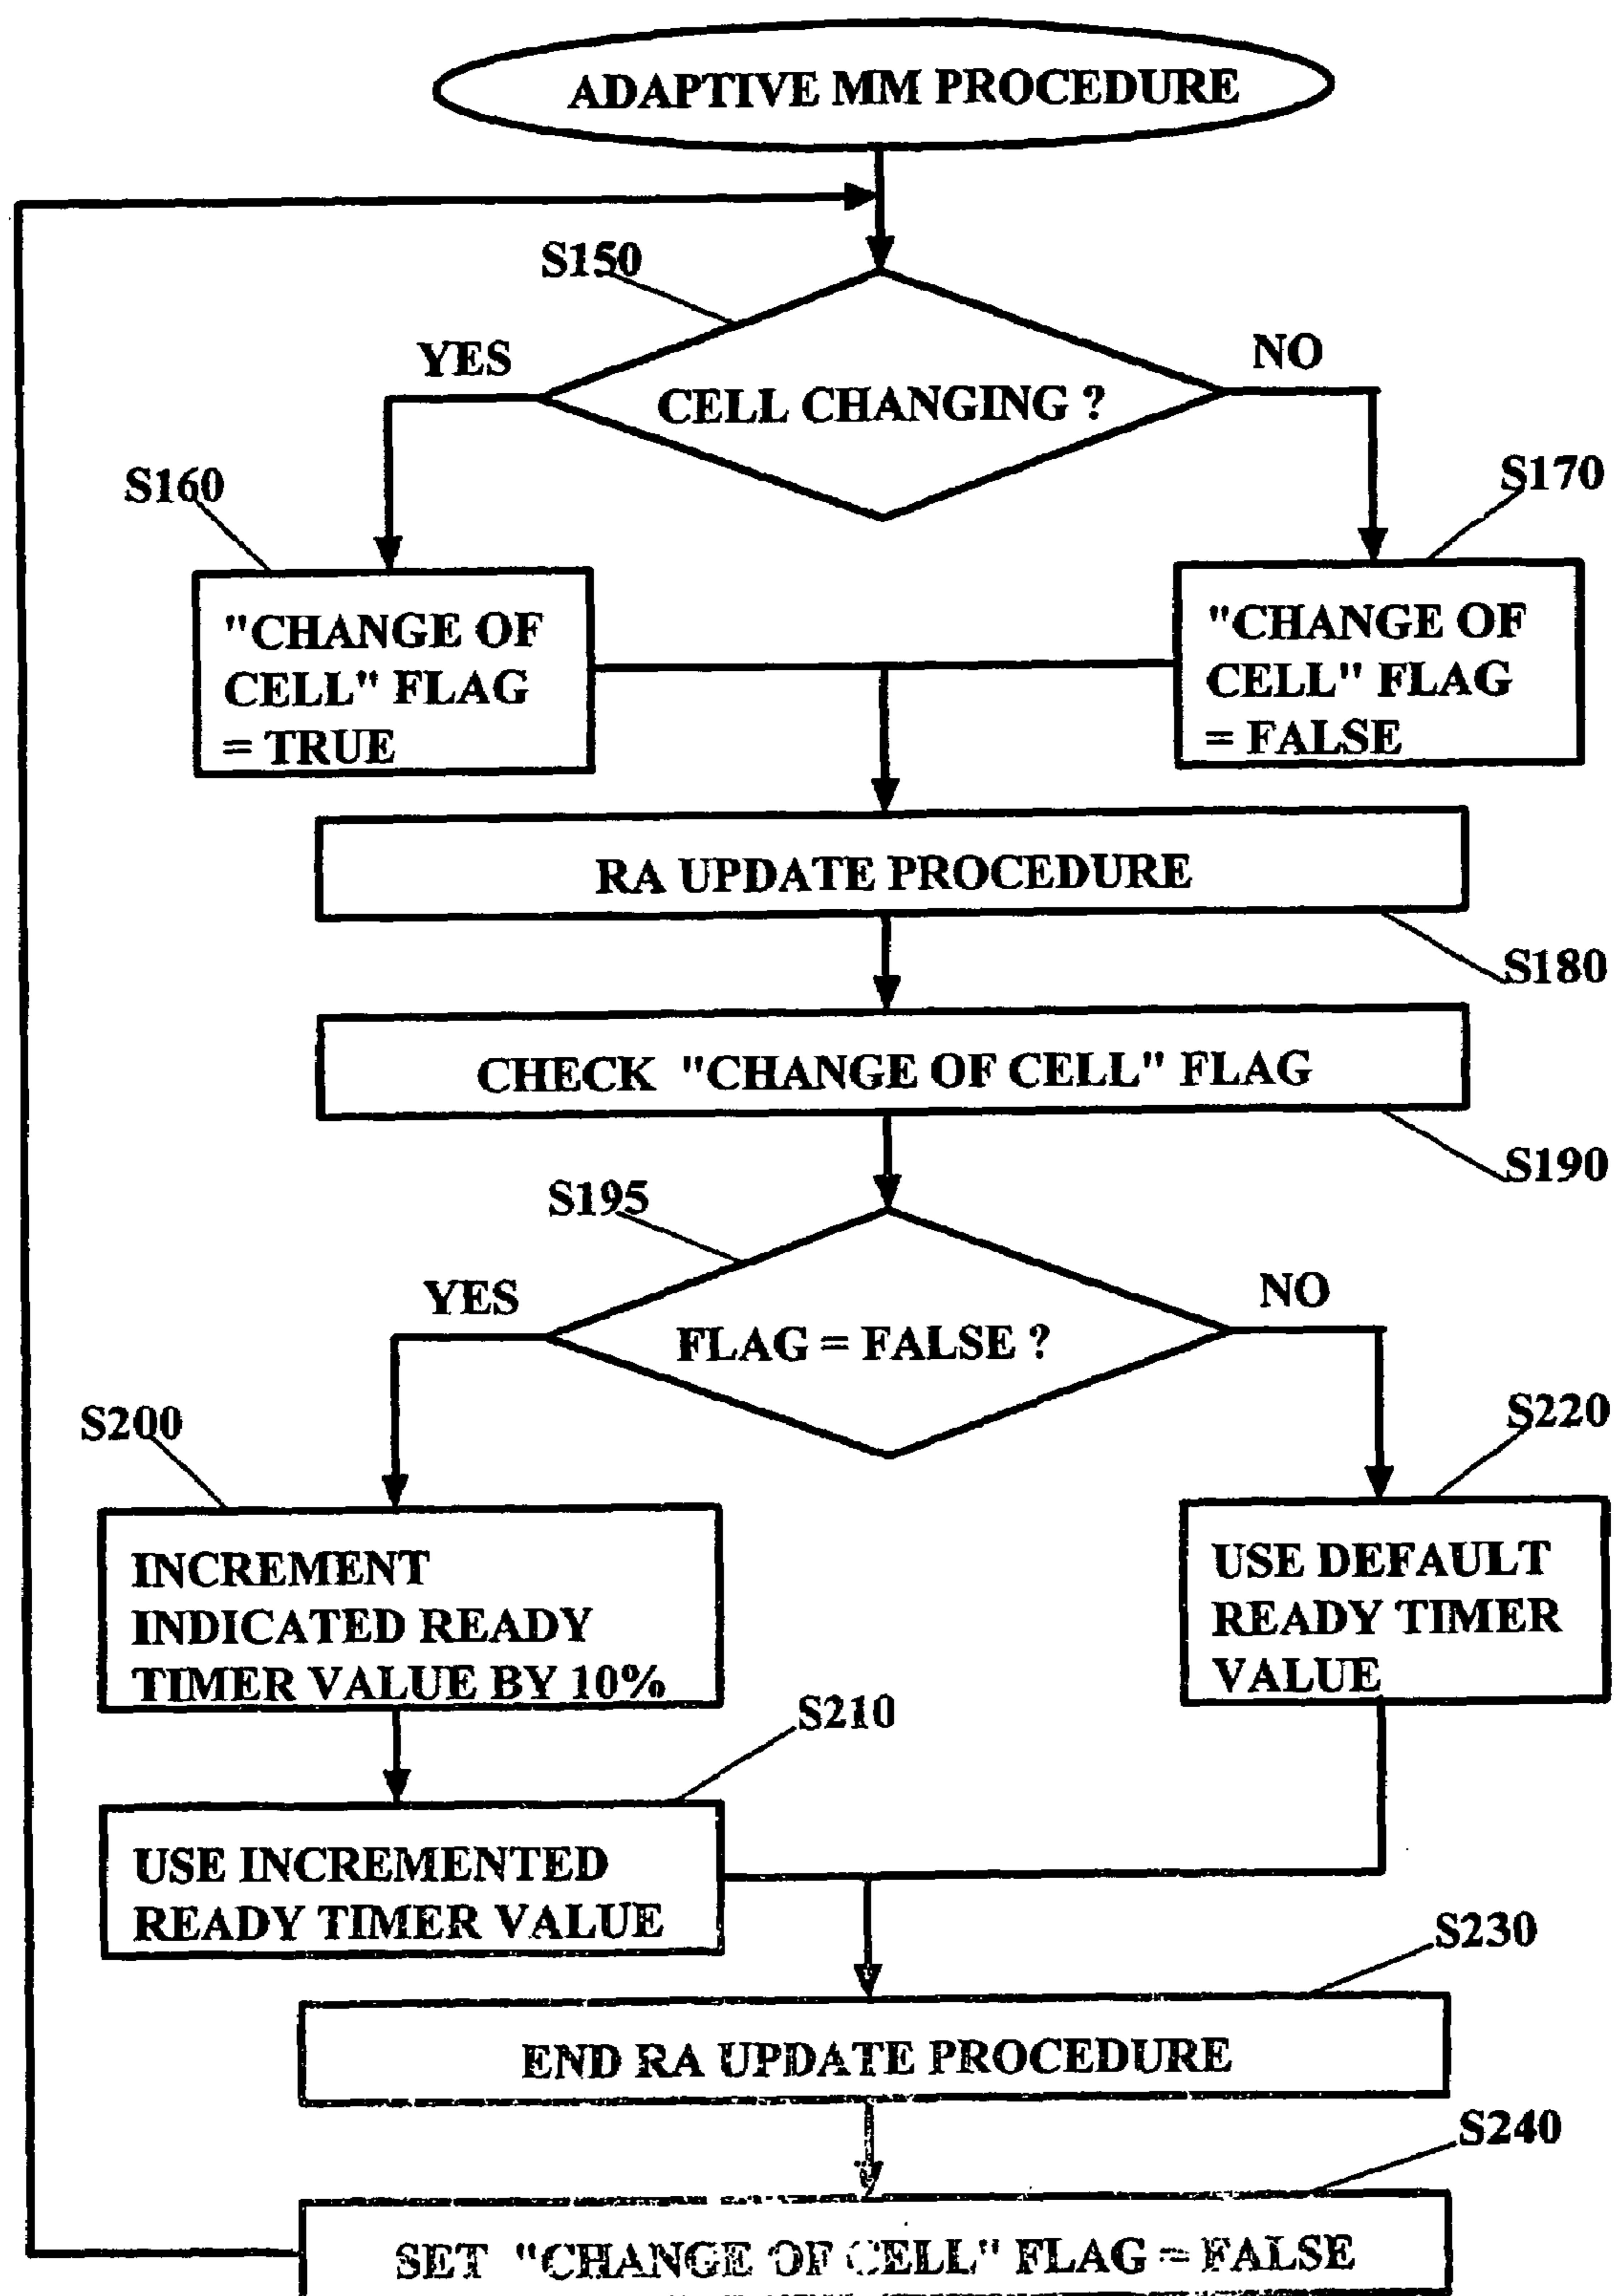 ADAPTIVE MM PROCEDURE
S150
YES
NO
CELL CHANGING ?
S160
S170
"CHANGE OF
CELL" FLAG
= TRUE
"CHANGE OF
CELL" FLAG
= FALSE
RA UPDATE PROCEDURE
S180
CHECK "CHANGE OF CELL" FLAG
S190
S195
YES
NO
FLAG = FALSE ?
S200
S220
INCREMENT
INDICATED READY
TIMER VALUE BY 10%
USE DEFAULT
READY TIMER
VALUE
S210
USE INCREMENTED
READY TIMER VALUE
S230
END RA UPDATE PROCEDURE
S240
SET "CHANGE OF CELL" FLAG = FALSE